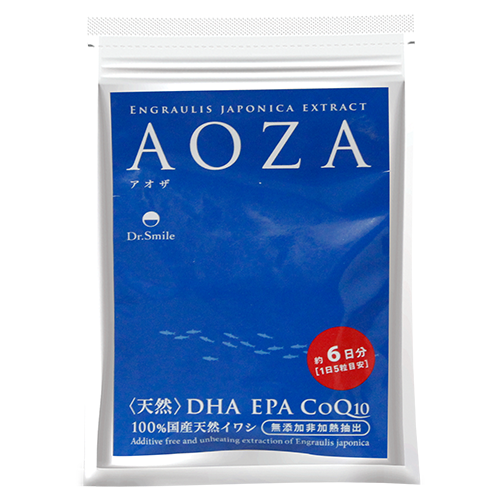 ENGRAULIS JAPONICA EXTRACT
AOZA
アオザ
Dr.Smile
約6日分
[1日5粒目安]
〈天然〉DHA EPA CoQ10
100%国産天然イワシ 無添加非加熱抽出
Additive free and unheating extraction of Engraulis japonica